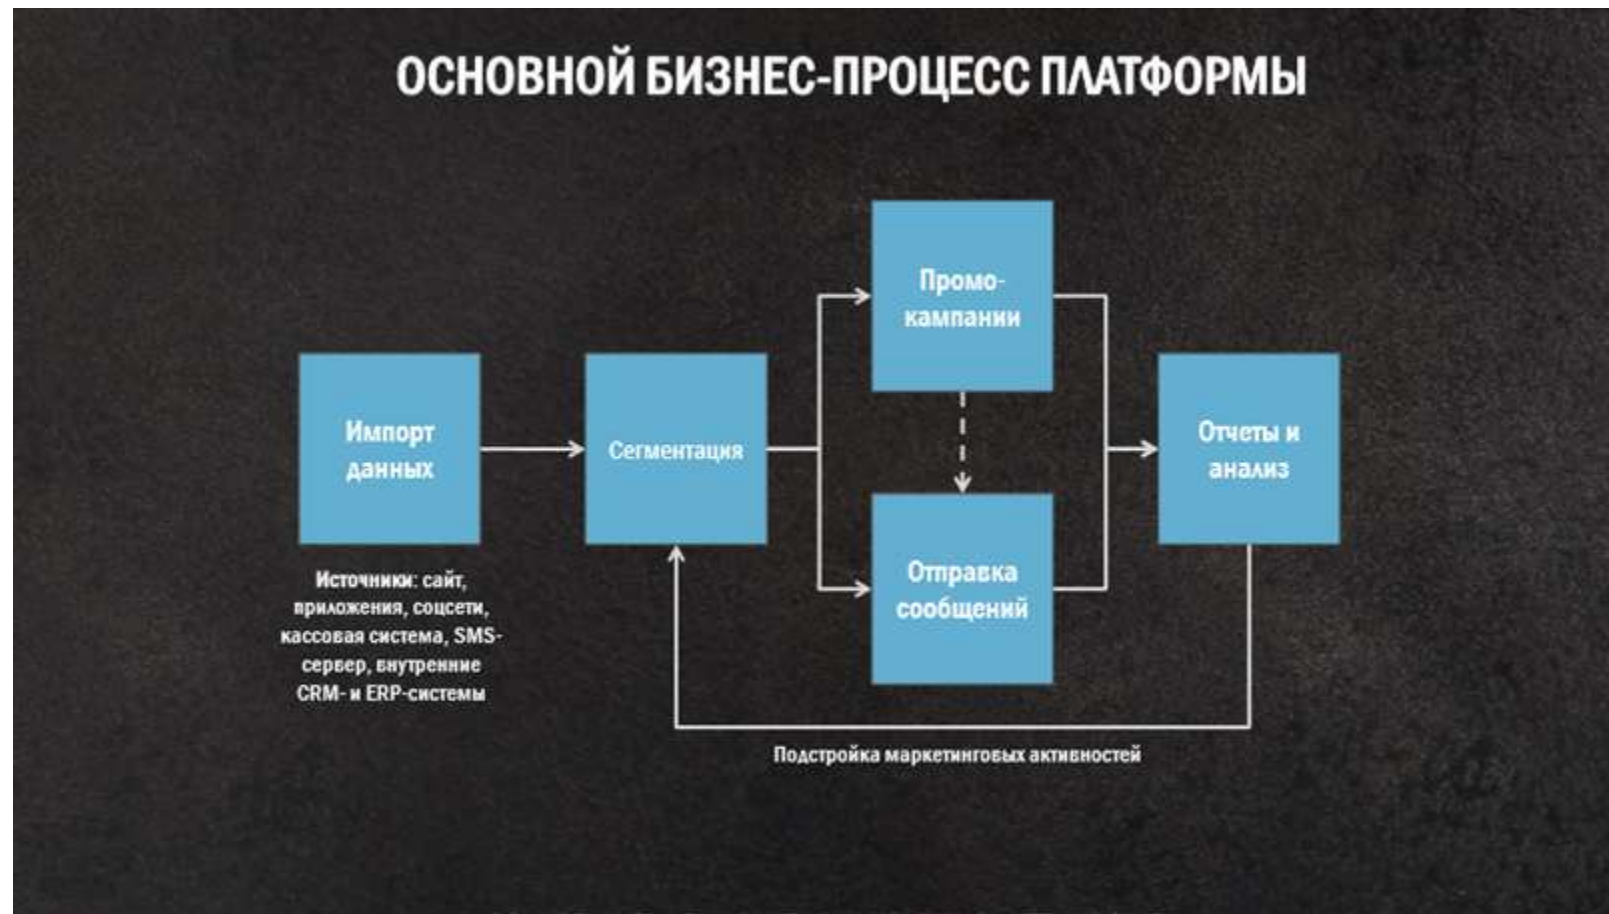 ОСНОВНОЙ БИЗНЕС-ПРОЦЕСС ПЛАТФОРМЫ
Импорт
данных
Источники: сайт,
приложения, соцсети,
кассовая система, SMS-
сервер, внутренние
CRM- и ERP-системы
Сегментация
Промо-
кампании
Отправка
сообщений
Отчеты и
анализ
Подстройка маркетинговых активностей